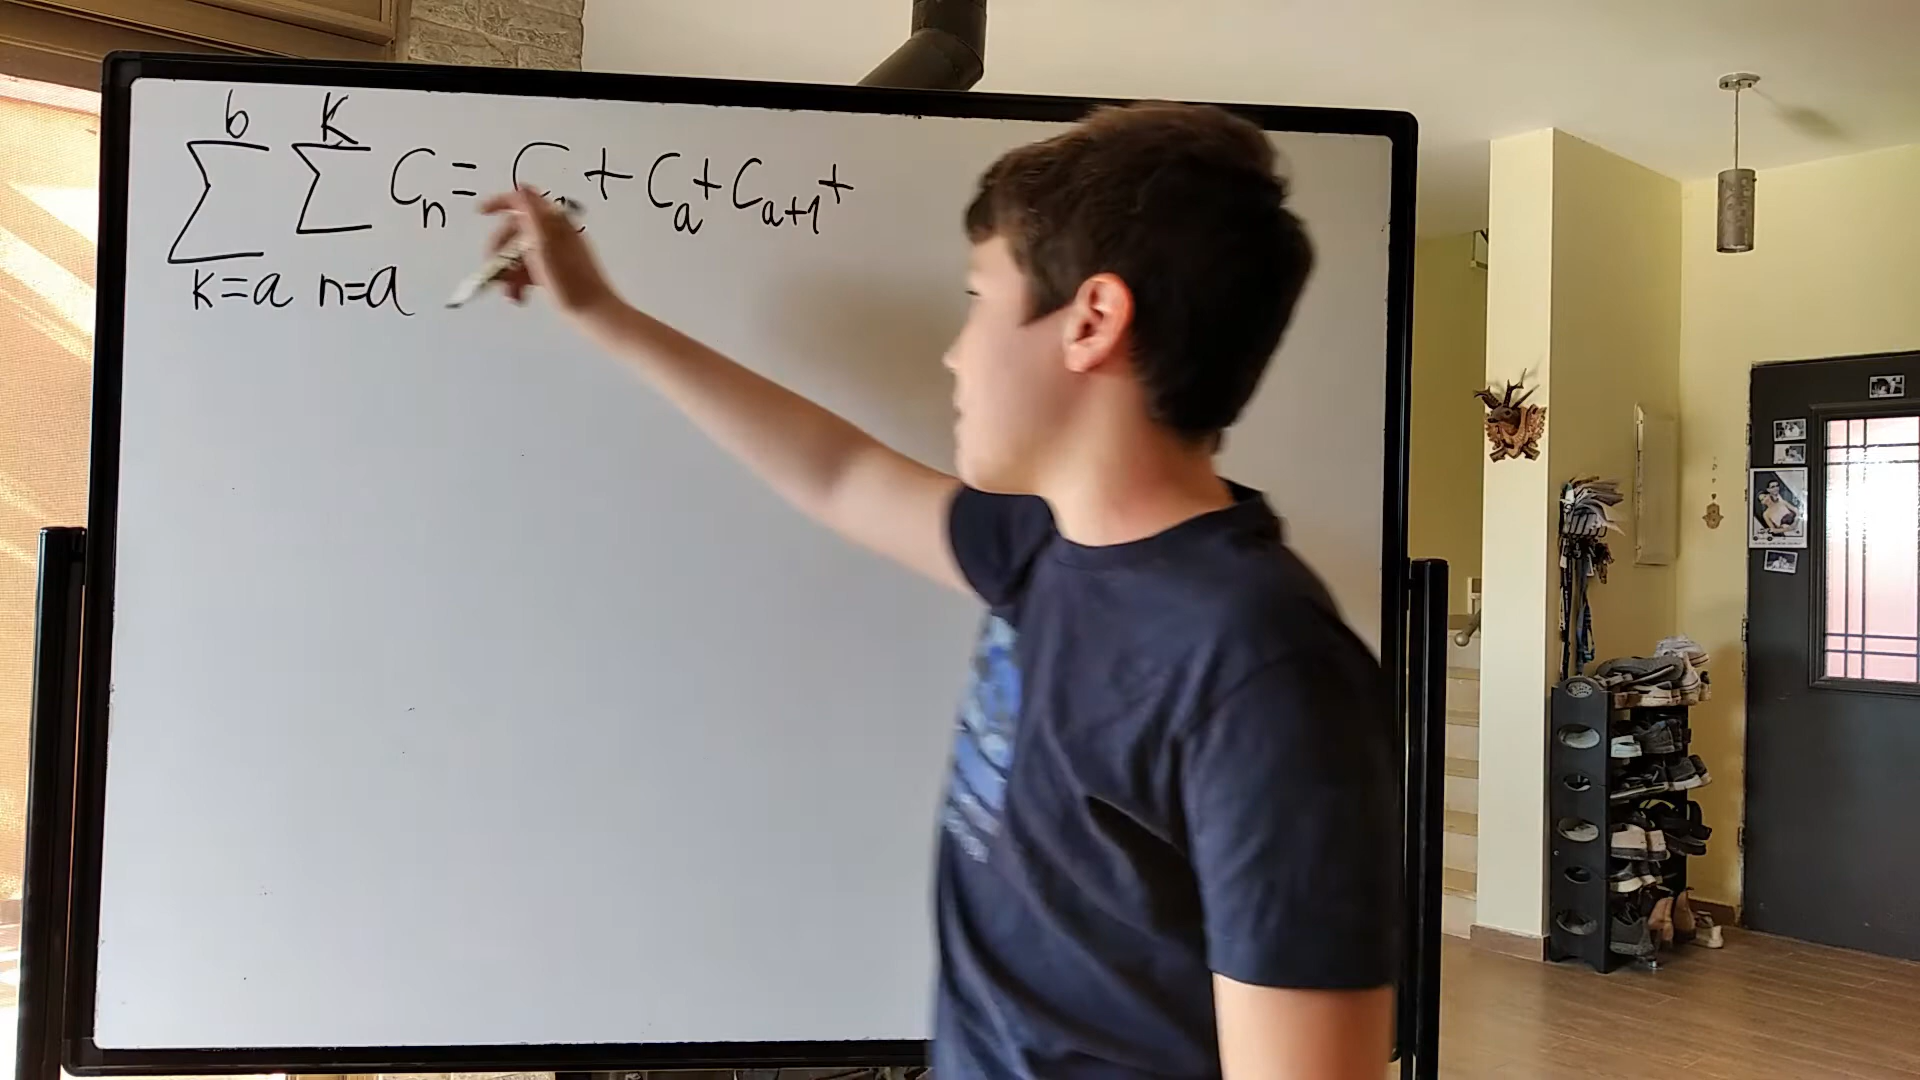 b K
∑ ∑ Cn = C + Ca + Ca+1 +
k=a n=a